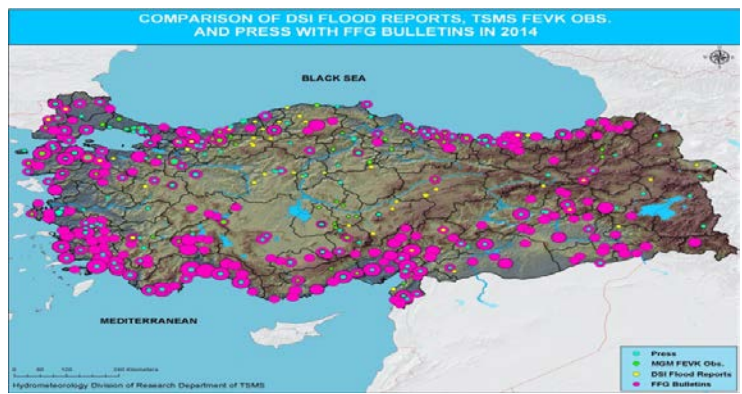 COMPARISON OF DSI FLOOD REPORTS, TSMS FEVK OBS.
AND PRESS WITH FFG BULLETINS IN 2014
BLACK SEA
MEDITERRANEAN
Press
MGM FEVK Obs.
DSI Flood Reports
FFG Bulletins
Hydrometeorology Division of Research Department of TSMS